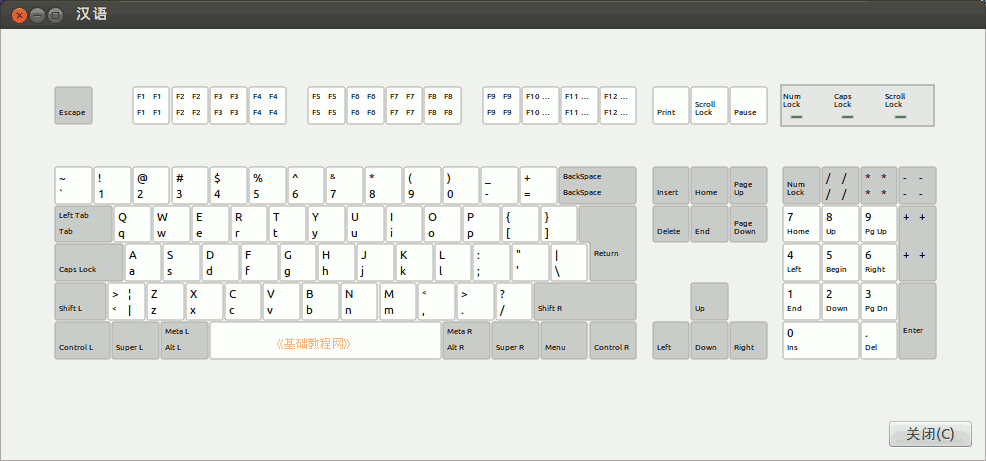 汉语
Escape
F1 F1 F2 F2 F3 F3 F4 F4 F5 F5 F6 F6 F7 F7 F8 F8 F9 F9 F10 ... F11 ... F12 ...
F1 F1 F2 F2 F3 F3 F4 F4 F5 F5 F6 F6 F7 F7 F8 F8 F9 F9 F10 ... F11 ... F12 ...
Print Scroll Lock Pause
Num Lock Caps Lock Scroll Lock
~ ! @ # $ % ^ & * ( ) _ + BackSpace
` 1 2 3 4 5 6 7 8 9 0 - = BackSpace
Insert Home Page Up
Num Lock / / * * - -
/ / * * - -
Left Tab Q W E R T Y U I O P { }
Tab q w e r t y u i o p [ ]
Return
Delete End Page Down
7 8 9 + +
Home Up Pg Up
A S D F G H J K L : " |
Caps Lock a s d f g h j k l ; ' \
4 5 6 + +
Left Begin Right
> ¦ Z X C V B N M < > ?
Shift L < | z x c v b n m , . / Shift R
Up
1 2 3
End Down Pg Dn
Enter
Meta L Meta R
Control L Super L Alt L 《基础教程网》 Alt R Super R Menu Control R
Left Down Right
0 .
Ins Del
关闭(C)